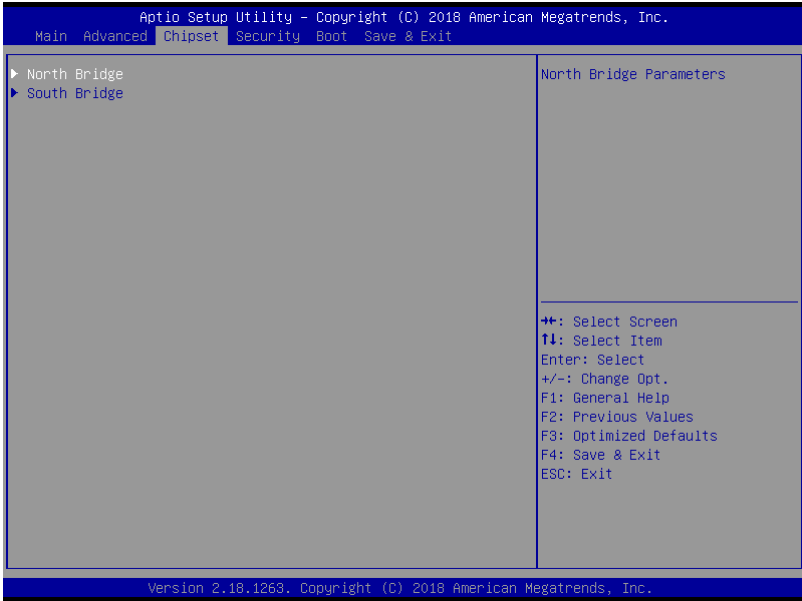 Aptio Setup Utility – Copyright (C) 2018 American Megatrends, Inc.
Main Advanced Chipset Security Boot Save & Exit
▶ North Bridge
▶ South Bridge
North Bridge Parameters
→←: Select Screen
↑↓: Select Item
Enter: Select
+/-: Change Opt.
F1: General Help
F2: Previous Values
F3: Optimized Defaults
F4: Save & Exit
ESC: Exit
Version 2.18.1263. Copyright (C) 2018 American Megatrends, Inc.